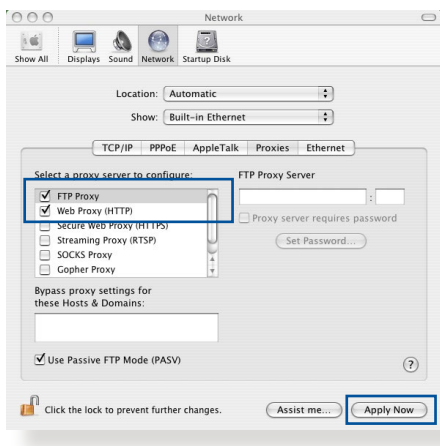 Network
Show All Displays Sound Network Startup Disk
Location: Automatic
Show: Built-in Ethernet
TCP/IP PPPoE AppleTalk Proxies Ethernet
Select a proxy server to configure: FTP Proxy Server
FTP Proxy :
Web Proxy (HTTP) Proxy server requires password
Secure Web Proxy (HTTPS)
Streaming Proxy (RTSP) Set Password...
SOCKS Proxy
Gopher Proxy
Bypass proxy settings for
these Hosts & Domains:
Use Passive FTP Mode (PASV) ?
Click the lock to prevent further changes. Assist me... Apply Now